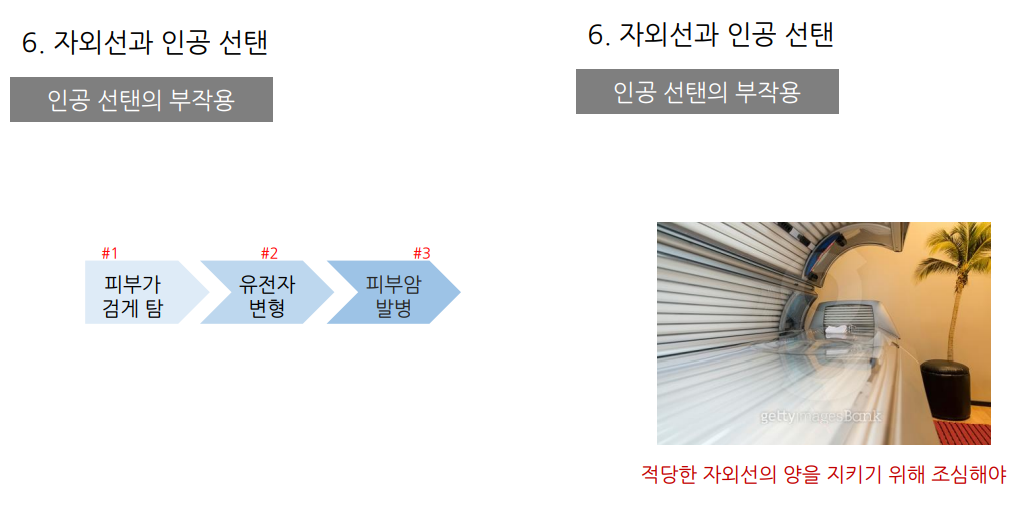 6. 자외선과 인공 선탠
인공 선탠의 부작용
#1
#2
#3
피부가
검게 탐
유전자
변형
피부암
발병
6. 자외선과 인공 선탠
인공 선탠의 부작용
gettyimagesBank
적당한 자외선의 양을 지키기 위해 조심해야